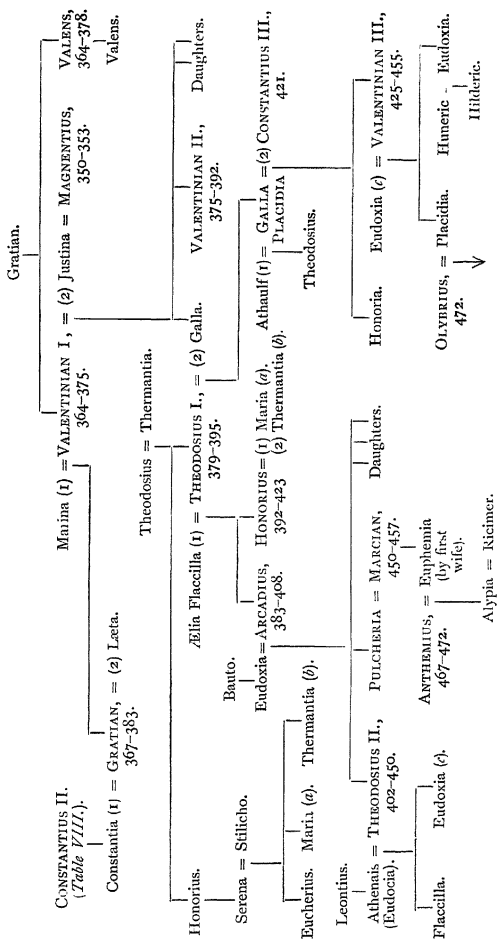 Gratian.
Marina (1) = VALENTINIAN I., = (2) Justina = MAGNENTIUS,
364–375.
350–353.
VALENS,
364–378.
Valens.
CONSTANTIUS II.
(Table VIII.).
Constantia (1) = GRATIAN, = (2) Læta.
367–383.
VALENTINIAN II.,
375–392.
Daughters.
Theodosius = Thermantia.
Honorius.
Ælia Flaccilla (1) = THEODOSIUS I., = (2) Galla.
379–395.
Serena = Stilicho.
Bauto.
Eudoxia = ARCADIUS,
383–408.
HONORIUS = (1) Maria (a).
392–423
(2) Thermantia (b).
Athaulf (1) = GALLA = (2) CONSTANTIUS III.,
PLACIDIA
421.
Theodosius.
Eucherius.
Maria (a).
Thermantia (b).
Leontius.
Athenais = THEODOSIUS II.,
(Eudocia).
402–450.
PULCHERIA = MARCIAN,
450–457.
Daughters.
Honoria.
Eudoxia (c) = VALENTINIAN III.,
425–455.
Flaccilla.
Eudoxia (c).
ANTHEMIUS, = Euphemia
467–472.
(by first
wife).
Alypia = Ricimer.
OLYBRIUS, = Placidia.
472.
Huneric - Eudoxia.
Hilderic.